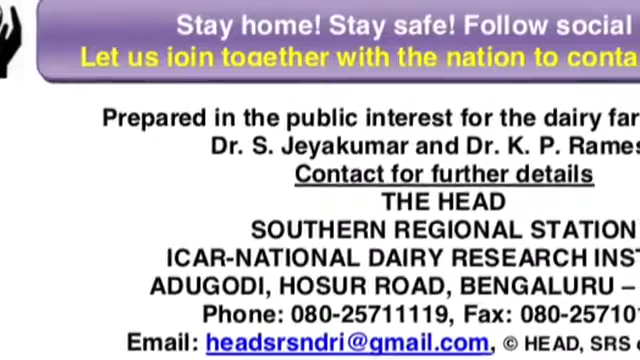 Stay home! Stay safe! Follow social
Let us join together with the nation to conta
Prepared in the public interest for the dairy far
Dr. S. Jeyakumar and Dr. K. P. Rames
Contact for further details
THE HEAD
SOUTHERN REGIONAL STATION
ICAR-NATIONAL DAIRY RESEARCH INST
ADUGODI, HOSUR ROAD, BENGALURU –
Phone: 080-25711119, Fax: 080-25710
Email: headsrsndri@gmail.com, © HEAD, SRS